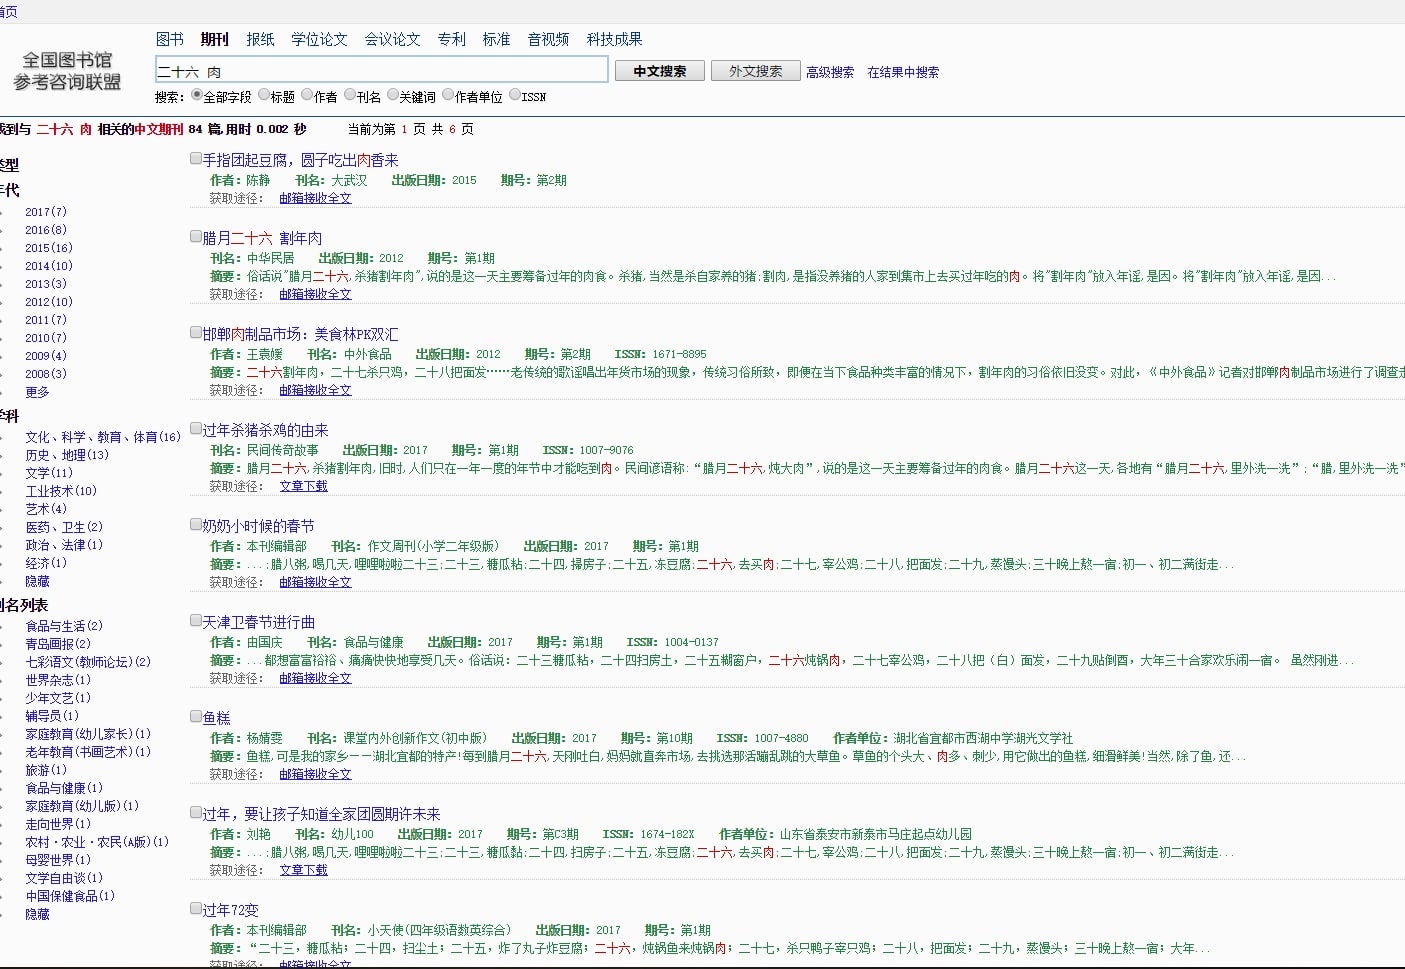 首页
全国图书馆
参考咨询联盟
图书 期刊 报纸 学位论文 会议论文 专利 标准 音视频 科技成果
二十六 肉
中文搜索 外文搜索 高级搜索 在结果中搜索
搜索: 全部字段 标题 作者 刊名 关键词 作者单位 ISSN
找到与 二十六 肉 相关的中文期刊 84 篇,用时 0.002 秒 当前为第 1 页 共 6 页
类型
年代
2017(7)
2016(8)
2015(16)
2014(10)
2013(3)
2012(10)
2011(7)
2010(7)
2009(4)
2008(3)
更多
学科
文化、科学、教育、体育(16)
历史、地理(13)
文学(11)
工业技术(10)
艺术(4)
医药、卫生(2)
政治、法律(1)
经济(1)
隐藏
刊名列表
食品与生活(2)
青岛画报(2)
七彩语文(教师论坛)(2)
世界杂志(1)
少年文艺(1)
辅导员(1)
家庭教育(幼儿家长)(1)
老年教育(书画艺术)(1)
旅游(1)
食品与健康(1)
家庭教育(幼儿版)(1)
走向世界(1)
农村·农业·农民(A版)(1)
母婴世界(1)
文学自由谈(1)
中国保健食品(1)
隐藏
手指团起豆腐，圆子吃出肉香来
作者：陈静 刊名：大武汉 出版日期：2015 期号：第2期
获取途径： 邮箱接收全文
腊月二十六 割年肉
刊名：中华民居 出版日期：2012 期号：第1期
摘要：俗话说"腊月二十六,杀猪割年肉",说的是这一天主要筹备过年的肉食。杀猪,当然是杀自家养的猪;割肉,是指没养猪的人家到集市上去买过年吃的肉。将"割年肉"放入年谣,是因。将"割年肉"放入年谣,是因...
获取途径： 邮箱接收全文
邯郸肉制品市场：美食林PK双汇
作者：王袁媛 刊名：中外食品 出版日期：2012 期号：第2期 ISSN：1671-8895
摘要：二十六割年肉，二十七杀只鸡，二十八把面发……老传统的歌谣唱出年货市场的现象，传统习俗所致，即便在当下食品种类丰富的情况下，割年肉的习俗依旧没变。对此，《中外食品》记者对邯郸肉制品市场进行了调查走
获取途径： 邮箱接收全文
过年杀猪杀鸡的由来
刊名：民间传奇故事 出版日期：2017 期号：第1期 ISSN：1007-9076
摘要：腊月二十六,杀猪割年肉,旧时,人们只在一年一度的年节中才能吃到肉。民间谚语称:“腊月二十六,炖大肉”,说的是这一天主要筹备过年的肉食。腊月二十六这一天,各地有“腊月二十六,里外洗一洗”;“腊,里外洗一洗”
获取途径： 文章下载
奶奶小时候的春节
作者：本刊编辑部 刊名：作文周刊(小学二年级版) 出版日期：2017 期号：第1期
摘要：...;腊八粥,喝几天,哩哩啦啦二十三;二十三,糖瓜粘;二十四,扫房子;二十五,冻豆腐;二十六,去买肉;二十七,宰公鸡;二十八,把面发;二十九,蒸馒头;三十晚上熬一宿;初一、初二满街走...
获取途径： 邮箱接收全文
天津卫春节进行曲
作者：由国庆 刊名：食品与健康 出版日期：2017 期号：第1期 ISSN：1004-0137
摘要：...都想富富裕裕、痛痛快快地享受几天。俗话说：二十三糖瓜粘，二十四扫房土，二十五糊窗户，二十六炖锅肉，二十七宰公鸡，二十八把（白）面发，二十九贴倒酉，大年三十合家欢乐闹一宿。 虽然刚进...
获取途径： 邮箱接收全文
鱼糕
作者：杨婧雯 刊名：课堂内外创新作文(初中版) 出版日期：2017 期号：第10期 ISSN：1007-4880 作者单位：湖北省宜都市西湖中学湖光文学社
摘要：鱼糕,可是我的家乡——湖北宜都的特产!每到腊月二十六,天刚吐白,妈妈就直奔市场,去挑选那活蹦乱跳的大草鱼。草鱼的个头大、肉多、刺少,用它做出的鱼糕,细滑鲜美!当然,除了鱼,还...
获取途径： 邮箱接收全文
过年，要让孩子知道全家团圆期许未来
作者：刘艳 刊名：幼儿100 出版日期：2017 期号：第C3期 ISSN：1674-182X 作者单位：山东省泰安市新泰市马庄起点幼儿园
摘要：...;腊八粥,喝几天,哩哩啦啦二十三;二十三,糖瓜黏;二十四,扫房子;二十五,冻豆腐;二十六,去买肉;二十七,宰公鸡;二十八,把面发;二十九,蒸馒头;三十晚上熬一宿;初一、初二满街走...
获取途径： 文章下载
过年72变
作者：本刊编辑部 刊名：小天使(四年级语数英综合) 出版日期：2017 期号：第1期
摘要：“二十三，糖瓜粘；二十四，扫尘土；二十五，炸了丸子炸豆腐；二十六，炖锅鱼来炖锅肉；二十七，杀只鸭子宰只鸡；二十八，把面发；二十九，蒸馒头；三十晚上熬一宿；大年...
获取途径： 邮箱接收全文